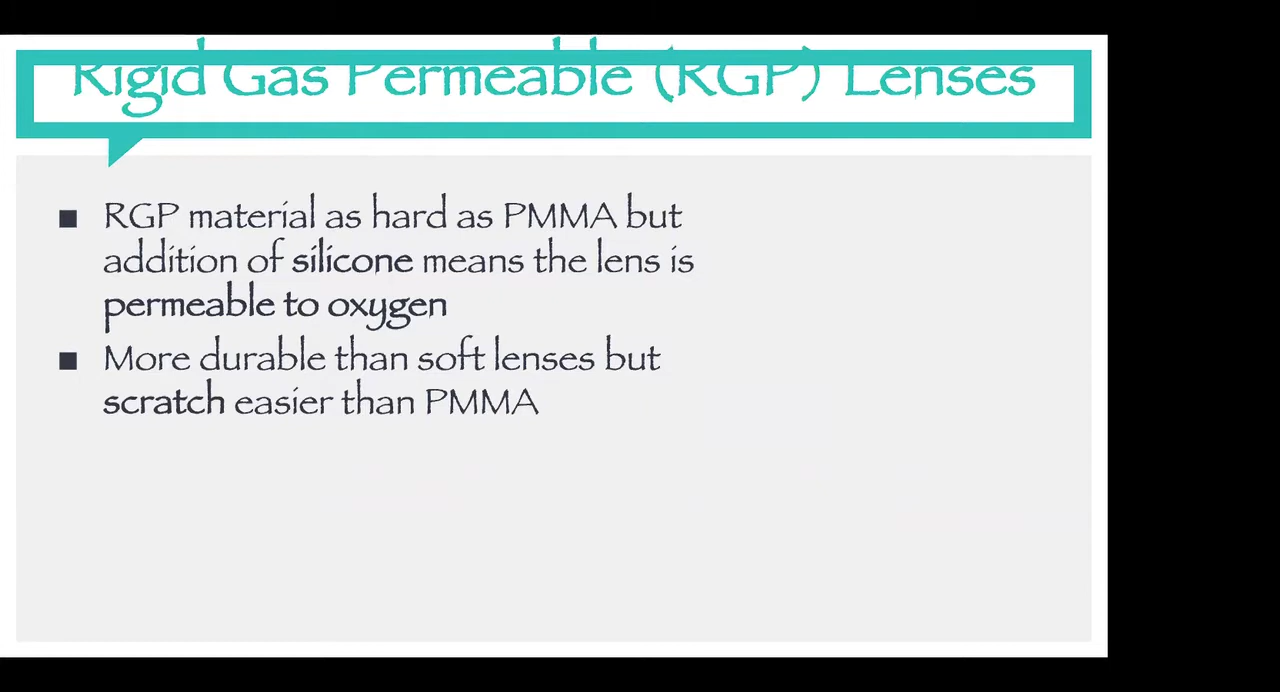 Rigid Gas Permeable (RGP) Lenses
■ RGP material as hard as PMMA but
addition of silicone means the lens is
permeable to oxygen
■ More durable than soft lenses but
scratch easier than PMMA